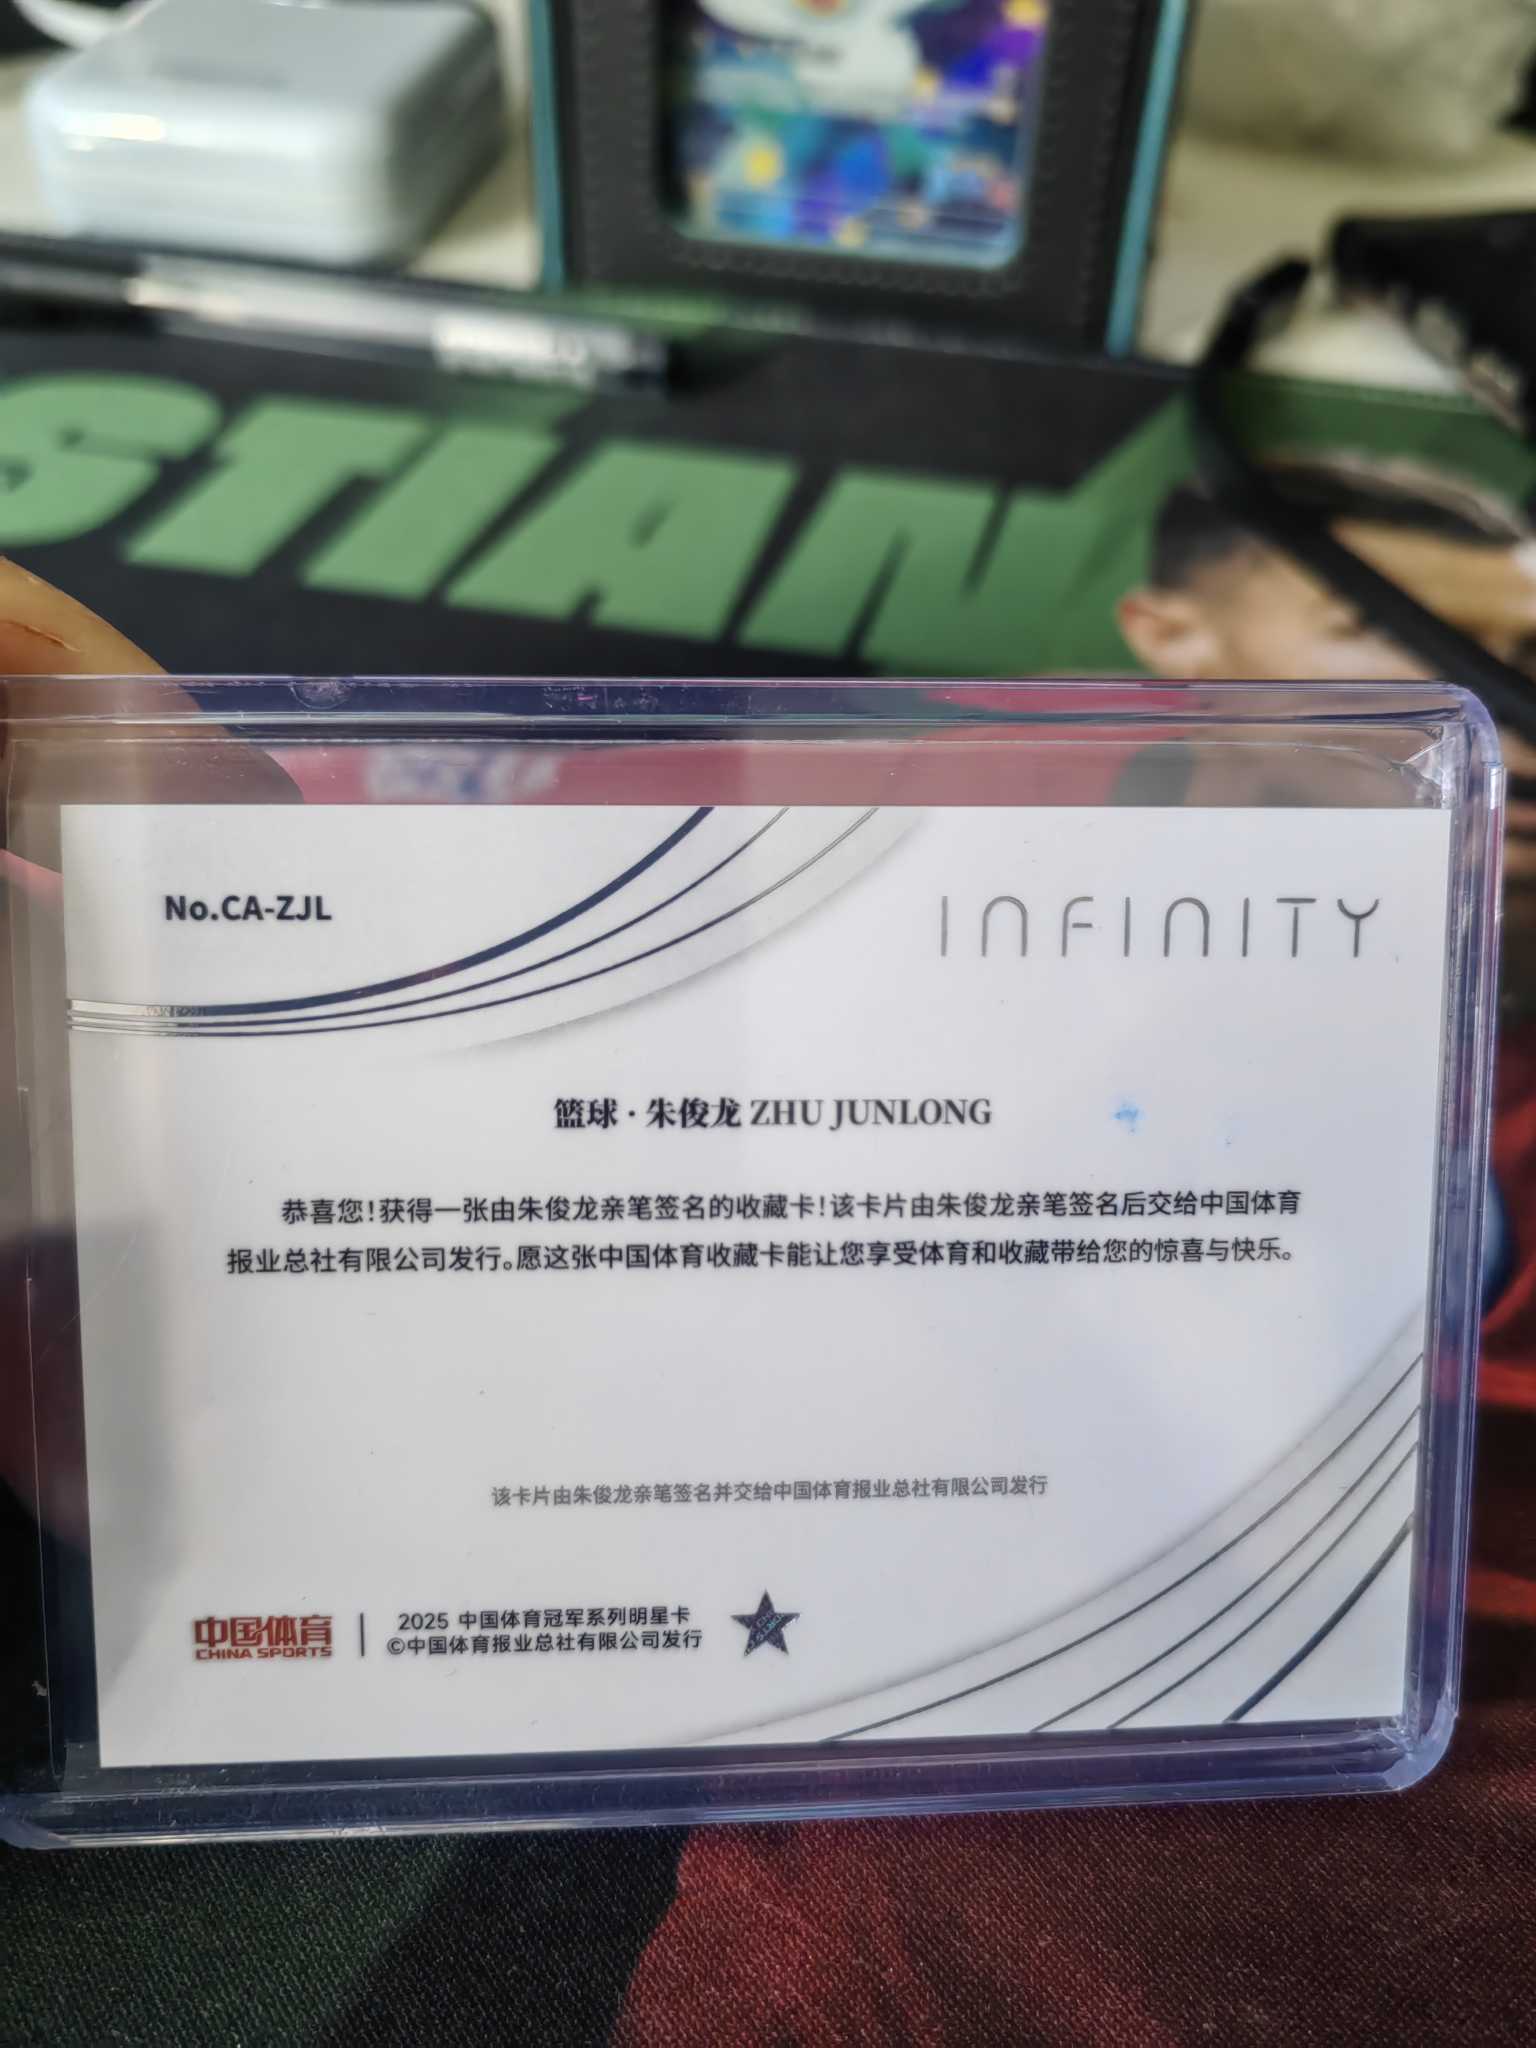 STIAN
No.CA-ZJL
INFINITY
篮球·朱俊龙 ZHU JUNLONG
恭喜您!获得一张由朱俊龙亲笔签名的收藏卡!该卡片由朱俊龙亲笔签名后交给中国体育
报业总社有限公司发行。愿这张中国体育收藏卡能让您享受体育和收藏带给您的惊喜与快乐。
该卡片由朱俊龙亲笔签名并交给中国体育报业总社有限公司发行
中国体育
CHINA SPORTS
2025 中国体育冠军系列明星卡
©中国体育报业总社有限公司发行